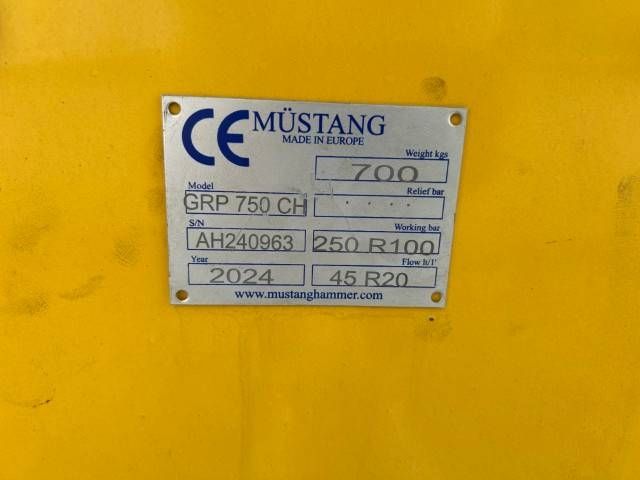 CE MÜSTANG
MADE IN EUROPE
Weight kgs
700
Model
Relief bar
GRP 750 CH
. . . .
S/N
Working bar
AH240963
250 R100
Year
Flow lt/1'
2024
45 R20
www.mustanghammer.com